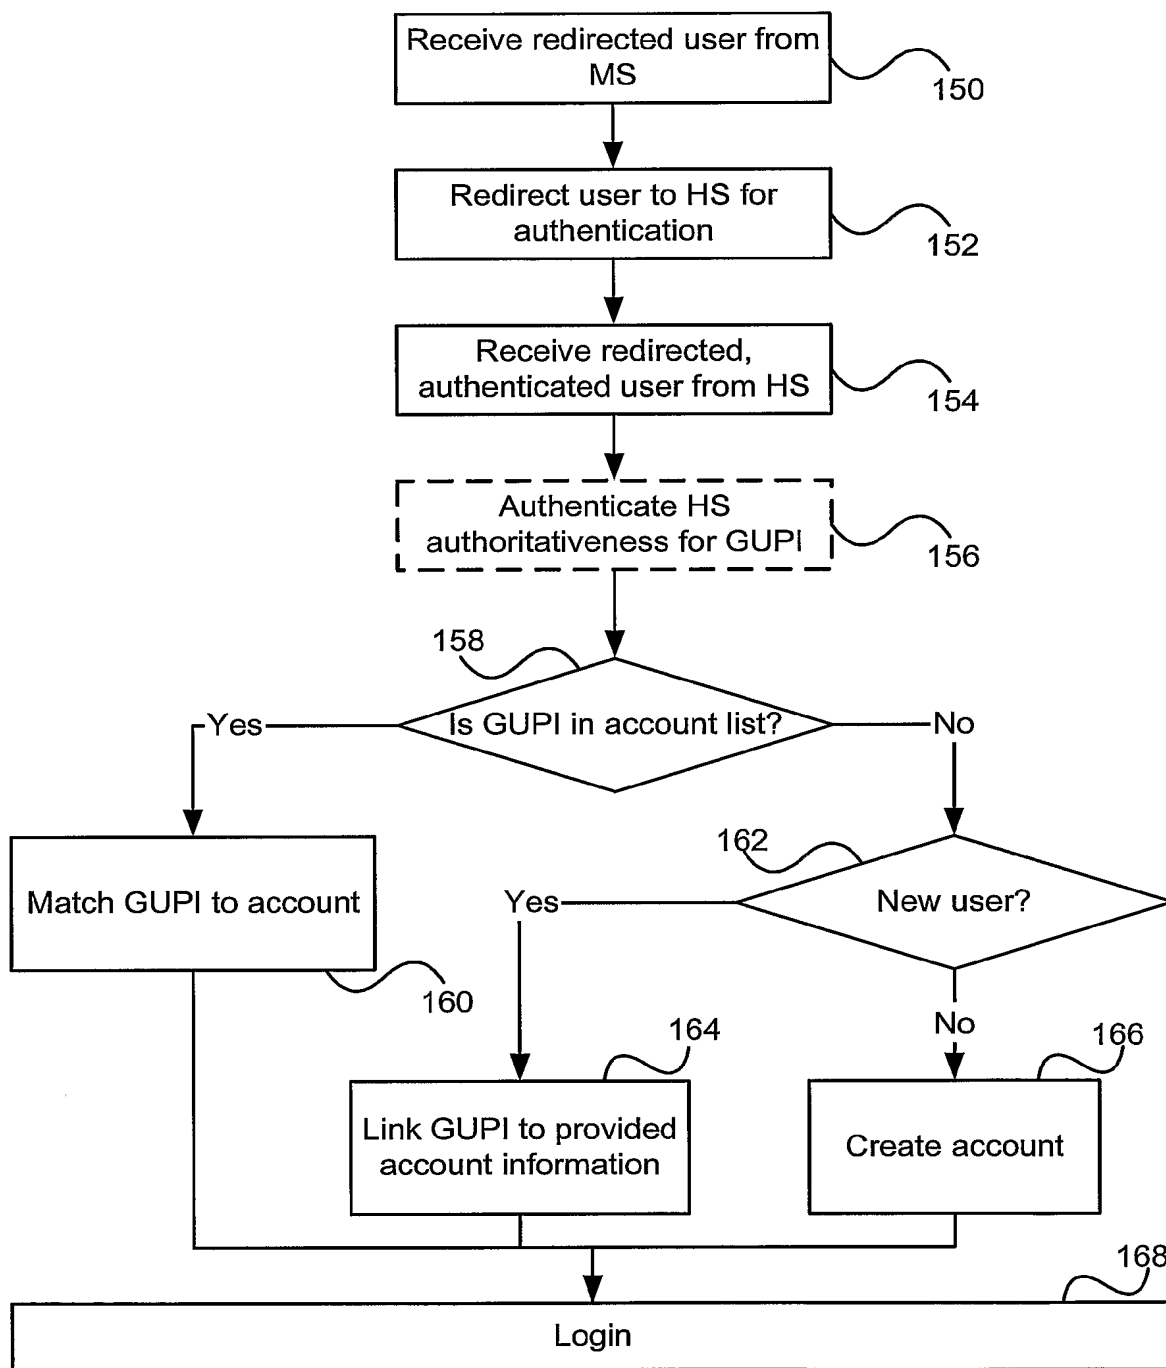 Receive redirected user from
MS
150
Redirect user to HS for
authentication
152
Receive redirected,
authenticated user from HS
154
Authenticate HS
authoritativeness for GUPI
156
158
Yes
Is GUPI in account list?
No
162
Match GUPI to account
Yes
New user?
160
No
164
166
Link GUPI to provided
account information
Create account
168
Login